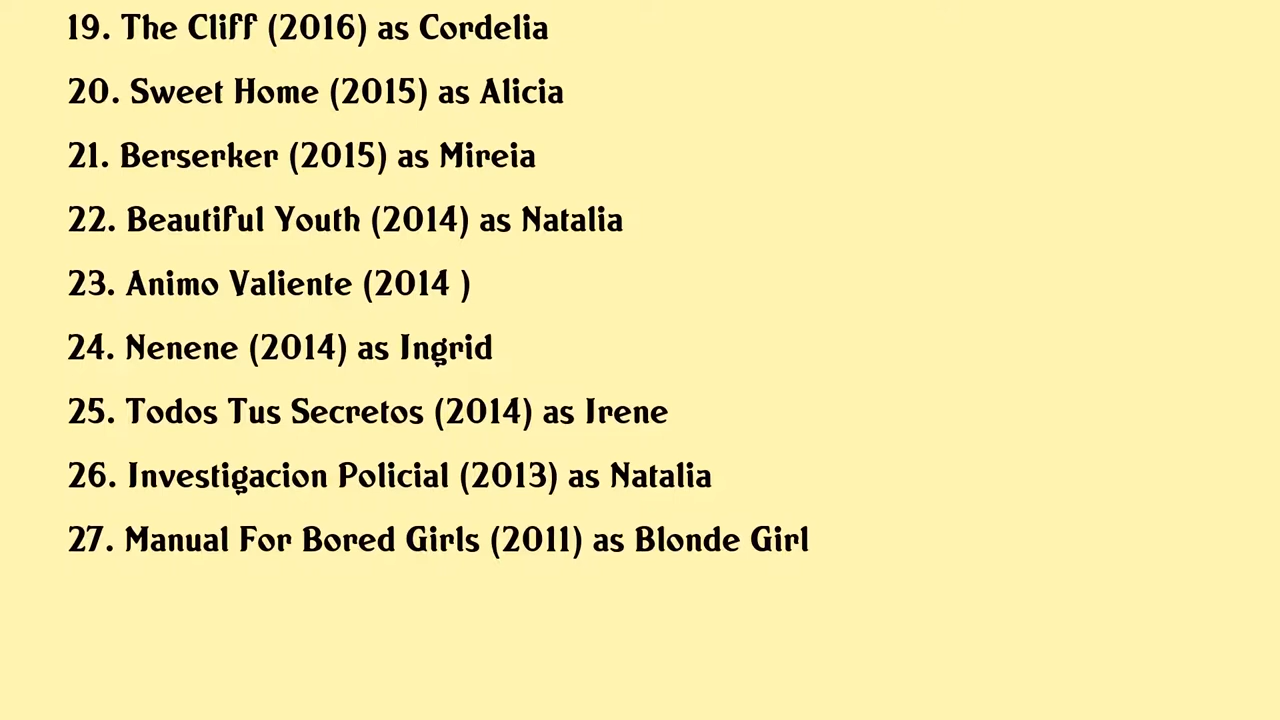 19. The Cliff (2016) as Cordelia
20. Sweet Home (2015) as Alicia
21. Berserker (2015) as Mireia
22. Beautiful Youth (2014) as Natalia
23. Animo Valiente (2014 )
24. Nenene (2014) as Ingrid
25. Todos Tus Secretos (2014) as Irene
26. Investigacion Policial (2013) as Natalia
27. Manual For Bored Girls (2011) as Blonde Girl